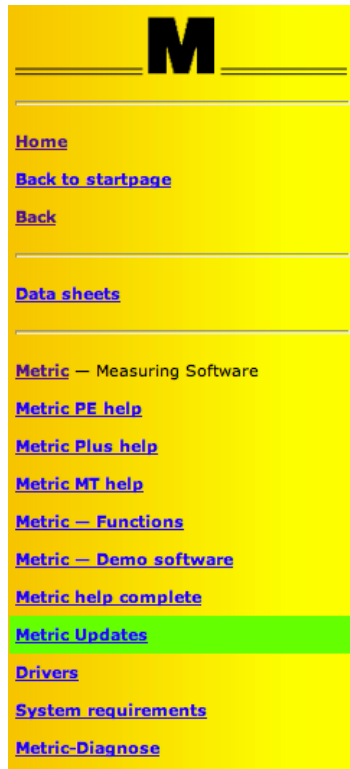 M
Home
Back to startpage
Back
Data sheets
Metric — Measuring Software
Metric PE help
Metric Plus help
Metric MT help
Metric — Functions
Metric — Demo software
Metric help complete
Metric Updates
Drivers
System requirements
Metric-Diagnose